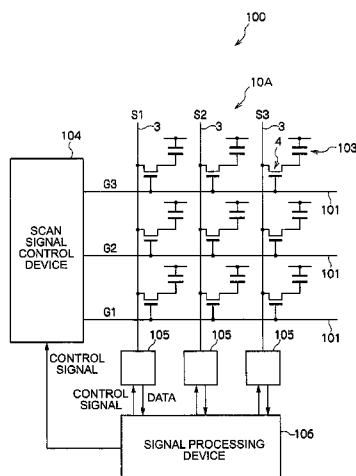 100
10A
S1 S2 S3
3 3 3
104
4
103
G3
101
SCAN
SIGNAL
CONTROL
DEVICE
G2
101
G1
101
105 105 105
CONTROL
SIGNAL
CONTROL
SIGNAL
DATA
SIGNAL PROCESSING
DEVICE
106